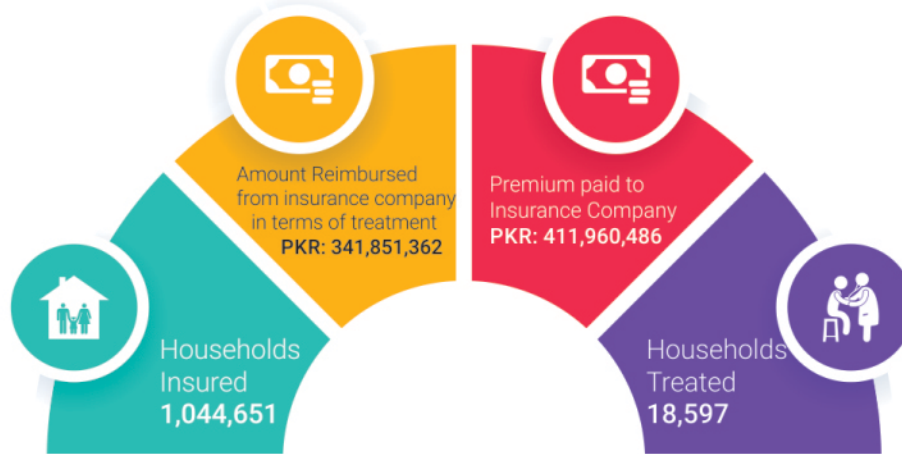 Households
Insured
1,044,651
Amount Reimbursed
from insurance company
in terms of treatment
PKR: 341,851,362
Premium paid to
Insurance Company
PKR: 411,960,486
Households
Treated
18,597